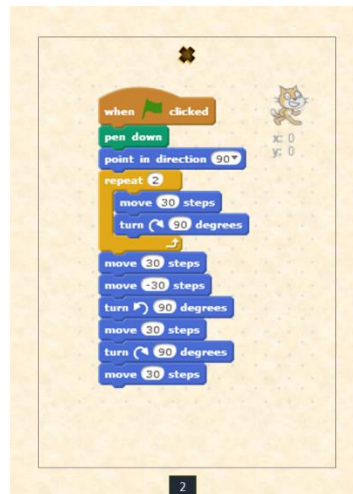 when clicked
x: 0
y: 0
pen down
point in direction 90
repeat 2
move 30 steps
turn 90 degrees
move 30 steps
move -30 steps
turn 90 degrees
move 30 steps
turn 90 degrees
move 30 steps
2